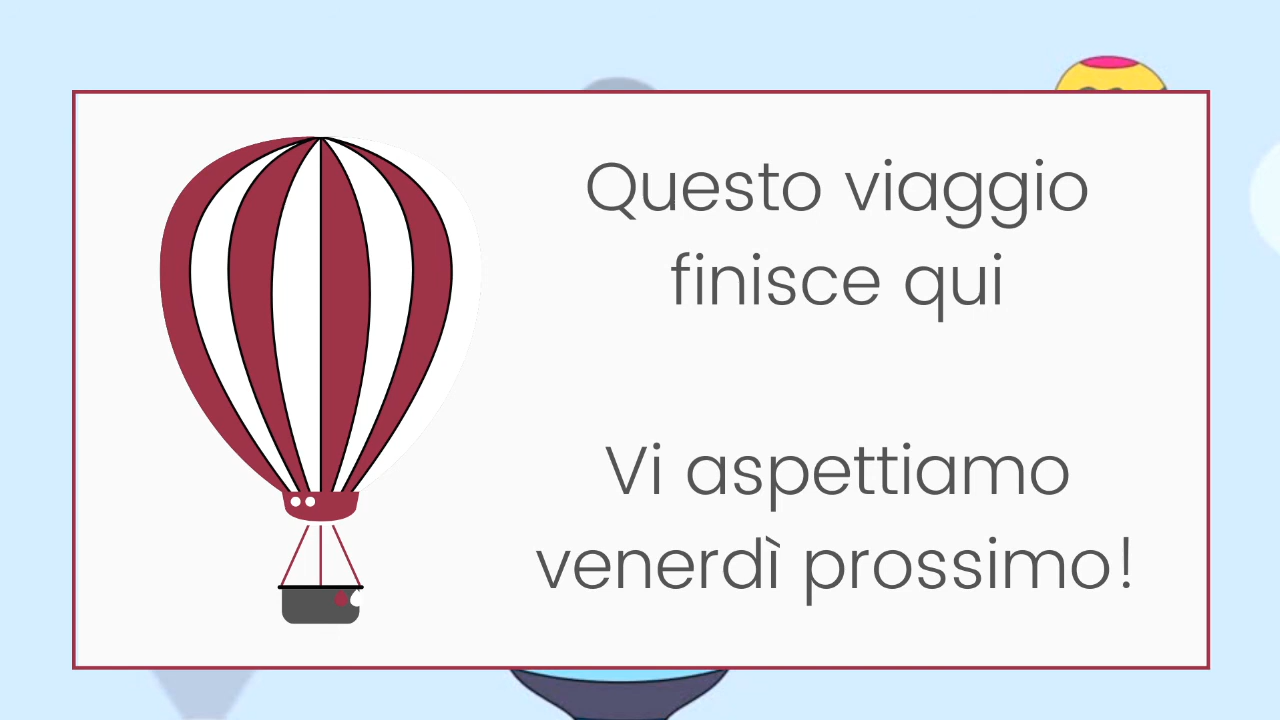 Questo viaggio
finisce qui
Vi aspettiamo
venerdì prossimo!